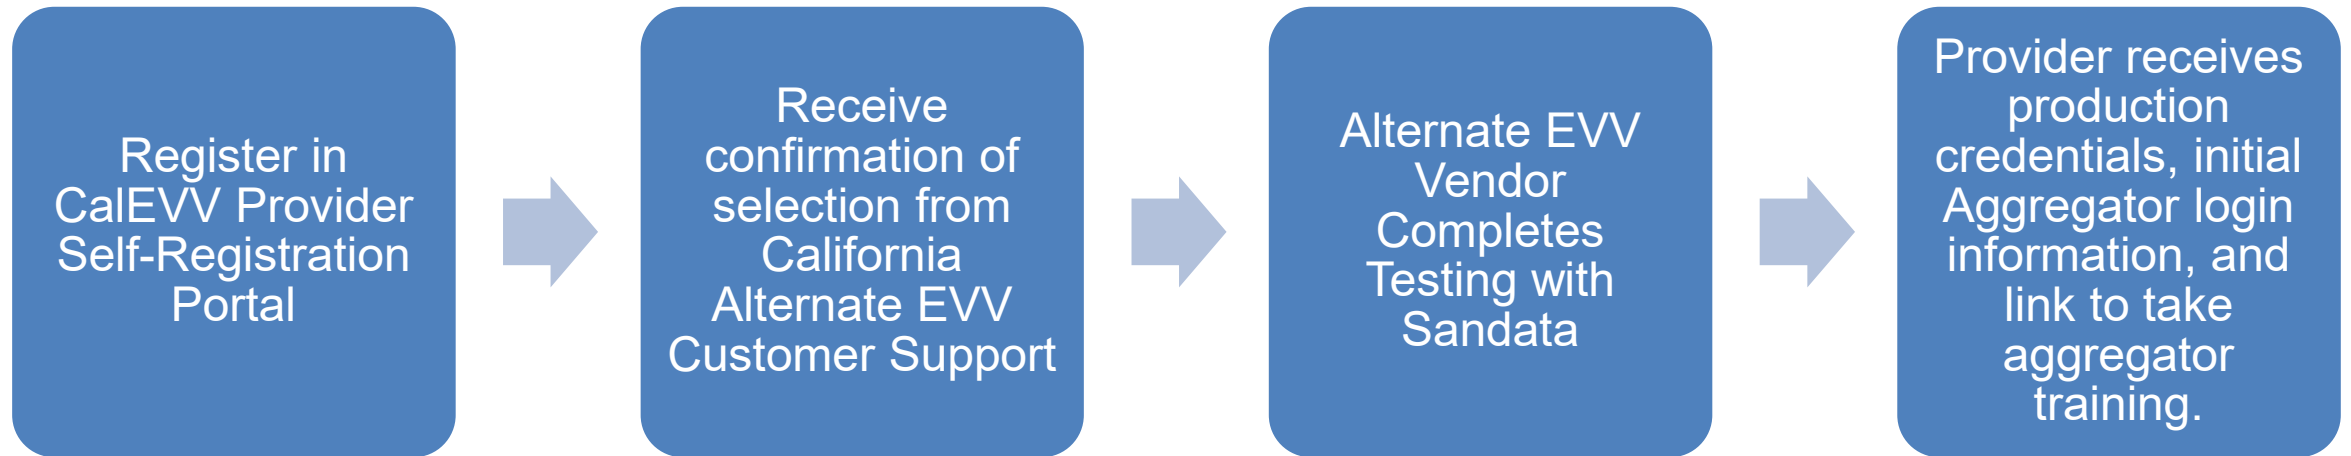 Register in
CalEVV Provider
Self-Registration
Portal
Receive
confirmation of
selection from
California
Alternate EVV
Customer Support
Alternate EVV
Vendor
Completes
Testing with
Sandata
Provider receives
production
credentials, initial
Aggregator login
information, and
link to take
aggregator
training.